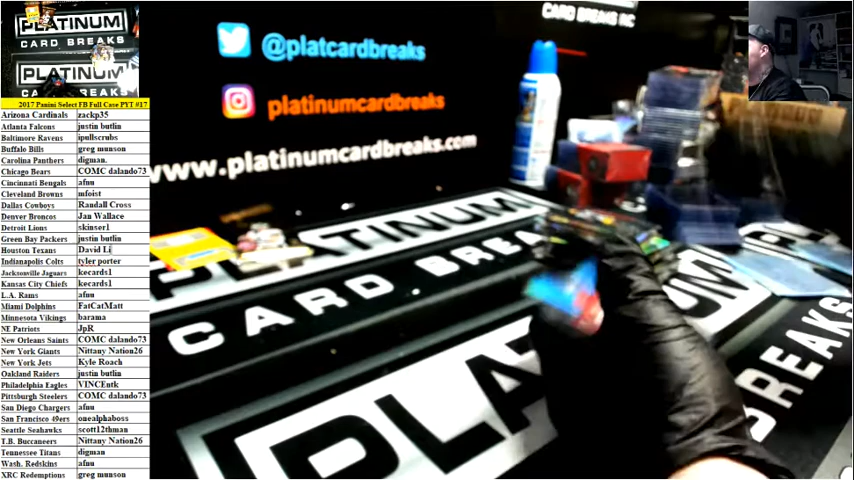 PLATINUM
CARD BREAKS
PLATINUM
CARD BREAKS
2017 Panini Select FB Full Case PYT #17
Arizona Cardinals zackp35
Atlanta Falcons justin butlin
Baltimore Ravens ipullscrubs
Buffalo Bills greg munson
Carolina Panthers digman.
Chicago Bears COMC dalando73
Cincinnati Bengals afnu
Cleveland Browns mfoist
Dallas Cowboys Randall Cross
Denver Broncos Jan Wallace
Detroit Lions skinser1
Green Bay Packers justin butlin
Houston Texans David Li
Indianapolis Colts tyler porter
Jacksonville Jaguars kecards1
Kansas City Chiefs kecards1
L.A. Rams afnu
Miami Dolphins FatCatMatt
Minnesota Vikings barama
NE Patriots JpR
New Orleans Saints COMC dalando73
New York Giants Nittany Nation26
New York Jets Kyle Roach
Oakland Raiders justin butlin
Philadelphia Eagles VINCEntk
Pittsburgh Steelers COMC dalando73
San Diego Chargers afnu
San Francisco 49ers onealphaboss
Seattle Seahawks scott12thman
T.B. Buccaneers Nittany Nation26
Tennessee Titans digman
Wash. Redskins afnu
XRC Redemptions greg munson
CARD BREAKS INC
@platcardbreaks
platinumcardbreaks
www.platinumcardbreaks.com
PLATINUM
CARD BREA
UM
PLA
BREAKS